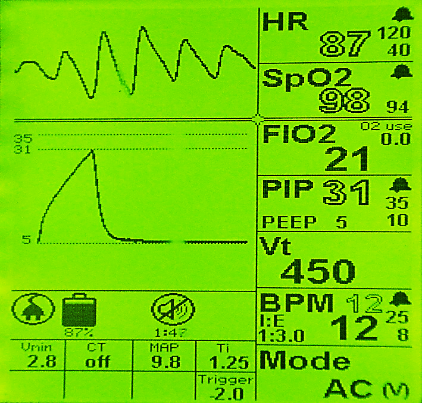 HR 87 120 40
SpO2 98 94
35
31
5
FIO2 O2 use 0.0
21
PIP 31 35
PEEP 5 10
Vt
450
BPM 12 25
I:E
1:3.0 12 8
87% 1:47
Vmin CT MAP Ti
2.8 off 9.8 1.25
Trigger
-2.0
Mode
AC (V)